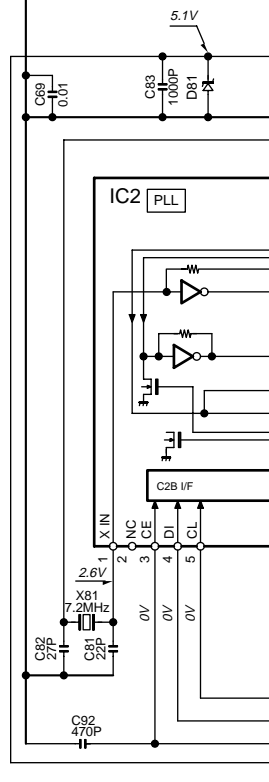 5.1V
C69
0.01
C83
1000P
D81
IC2 PLL
C2B I/F
X IN
NC
CE
DI
CL
1
2
3
4
5
2.6V
X81
7.2MHz
0V
0V
0V
C82
27P
C81
22P
C92
470P